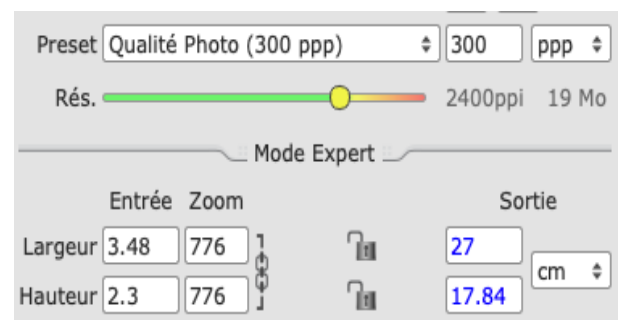 Preset Qualité Photo (300 ppp) 300 ppp
Rés. 2400ppi 19 Mo
Mode Expert
Entrée Zoom Sortie
Largeur 3.48 776 27
cm
Hauteur 2.3 776 17.84